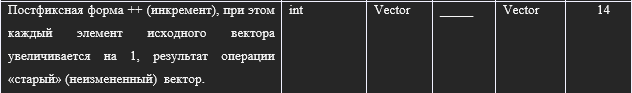 Постфиксная форма ++ (инкремент), при этом int Vector _____ Vector 14
каждый элемент исходного вектора
увеличивается на 1, результат операции
«старый» (неизмененный) вектор.